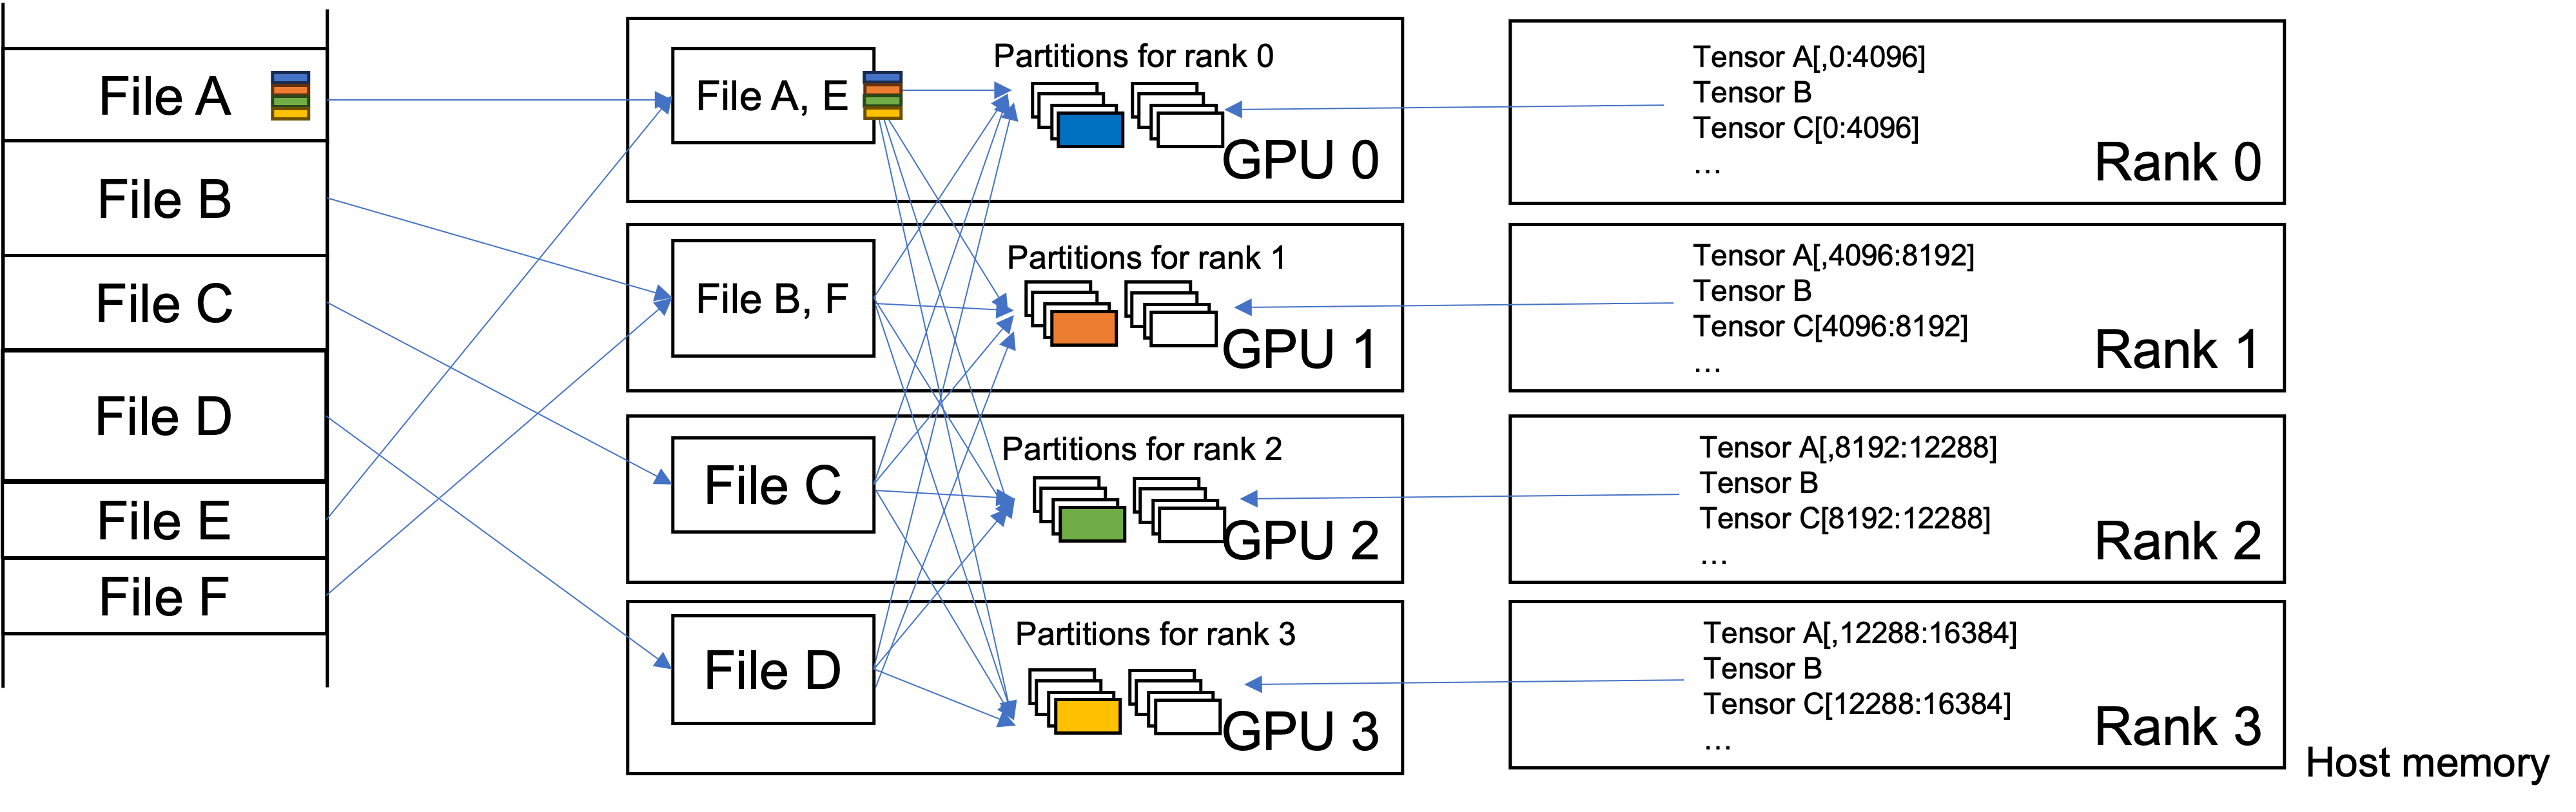 File A
File B
File C
File D
File E
File F
File A, E
Partitions for rank 0
GPU 0
File B, F
Partitions for rank 1
GPU 1
File C
Partitions for rank 2
GPU 2
File D
Partitions for rank 3
GPU 3
Tensor A[,0:4096]
Tensor B
Tensor C[0:4096]
...
Rank 0
Tensor A[,4096:8192]
Tensor B
Tensor C[4096:8192]
...
Rank 1
Tensor A[,8192:12288]
Tensor B
Tensor C[8192:12288]
...
Rank 2
Tensor A[,12288:16384]
Tensor B
Tensor C[12288:16384]
...
Rank 3
Host memory